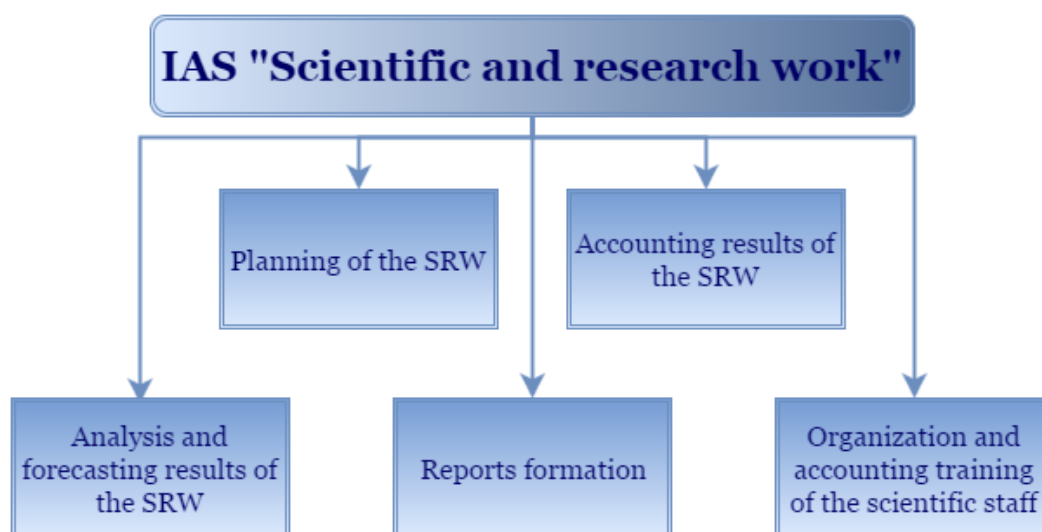 IAS "Scientific and research work"
Planning of the SRW
Accounting results of
the SRW
Analysis and
forecasting results of
the SRW
Reports formation
Organization and
accounting training
of the scientific staff